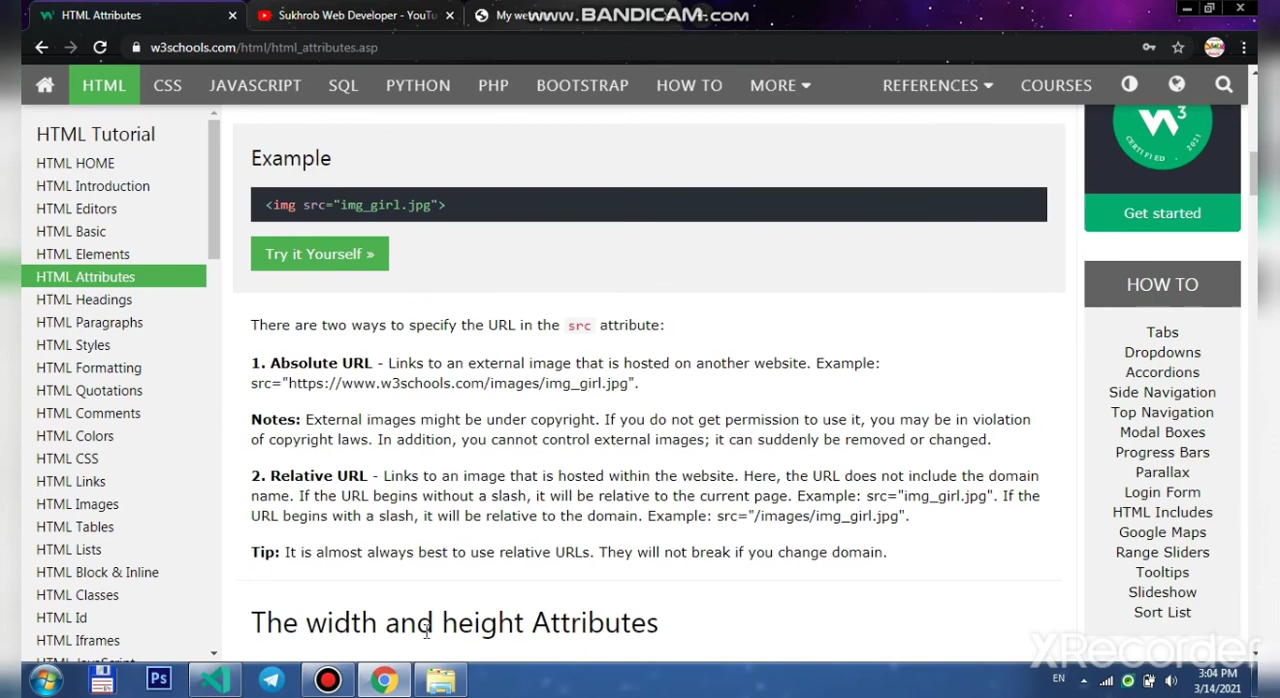 HTML Attributes
Sukhrob Web Developer - YouTu
My we
www.BANDICAM.com
w3schools.com/html/html_attributes.asp
HTML CSS JAVASCRIPT SQL PYTHON PHP BOOTSTRAP HOW TO MORE REFERENCES COURSES
HTML Tutorial
HTML HOME
HTML Introduction
HTML Editors
HTML Basic
HTML Elements
HTML Attributes
HTML Headings
HTML Paragraphs
HTML Styles
HTML Formatting
HTML Quotations
HTML Comments
HTML Colors
HTML CSS
HTML Links
HTML Images
HTML Tables
HTML Lists
HTML Block & Inline
HTML Classes
HTML Id
HTML Iframes
HTML JavaScript
Example
<img src="img_girl.jpg">
Try it Yourself »
There are two ways to specify the URL in the src attribute:
1. Absolute URL - Links to an external image that is hosted on another website. Example:
src="https://www.w3schools.com/images/img_girl.jpg".
Notes: External images might be under copyright. If you do not get permission to use it, you may be in violation
of copyright laws. In addition, you cannot control external images; it can suddenly be removed or changed.
2. Relative URL - Links to an image that is hosted within the website. Here, the URL does not include the domain
name. If the URL begins without a slash, it will be relative to the current page. Example: src="img_girl.jpg". If the
URL begins with a slash, it will be relative to the domain. Example: src="/images/img_girl.jpg".
Tip: It is almost always best to use relative URLs. They will not break if you change domain.
The width and height Attributes
W3
CERTIFIED . 2021
Get started
HOW TO
Tabs
Dropdowns
Accordions
Side Navigation
Top Navigation
Modal Boxes
Progress Bars
Parallax
Login Form
HTML Includes
Google Maps
Range Sliders
Tooltips
Slideshow
Sort List
XRecorder
Ps
EN
3:04 PM
3/14/2021